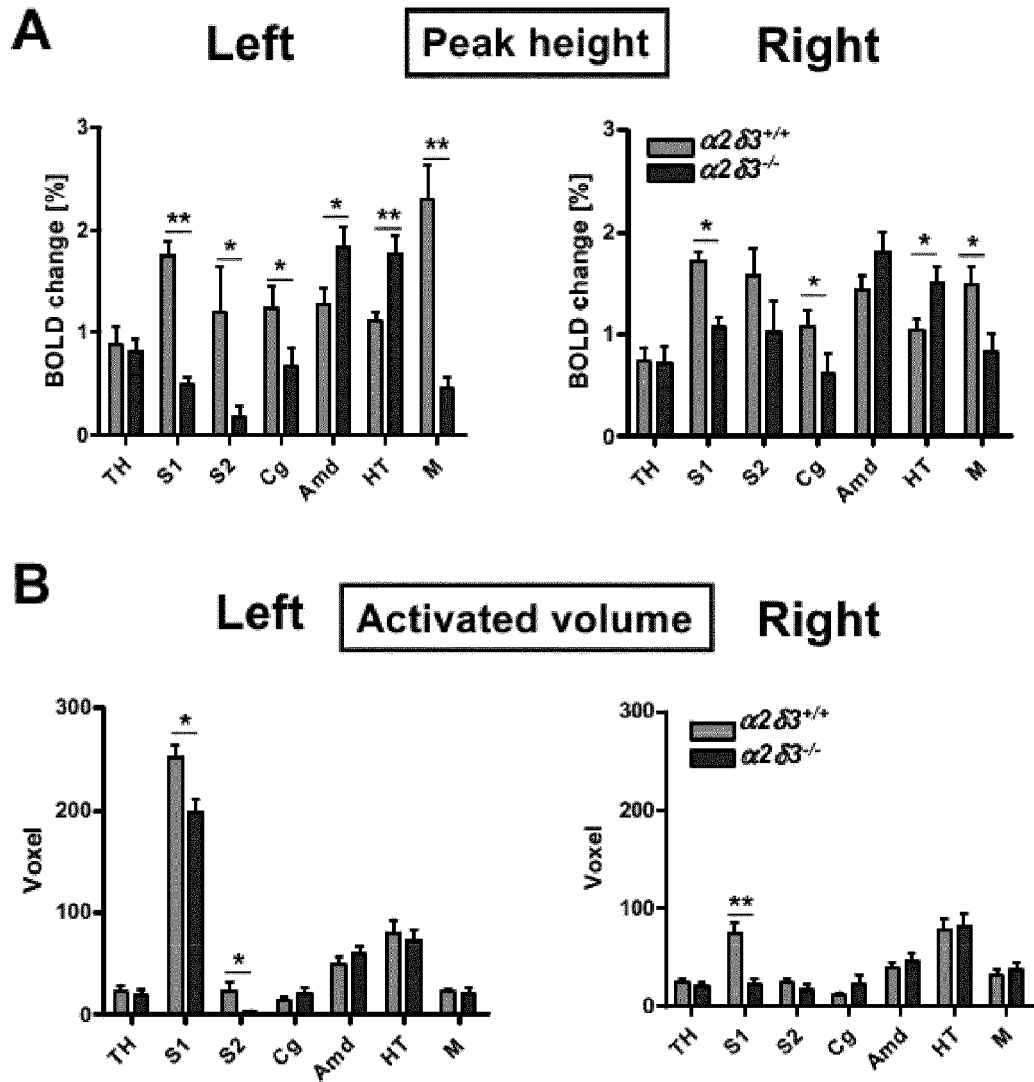 A
Left
Peak height
Right
BOLD change [%]
3
2
1
0
**
*
*
*
**
**
TH
S1
S2
Cg
Amd
HT
M
BOLD change [%]
3
2
1
0
α2δ3+/+
α2δ3-/-
*
*
*
*
TH
S1
S2
Cg
Amd
HT
M
B
Left
Activated volume
Right
Voxel
300
200
100
0
*
*
TH
S1
S2
Cg
Amd
HT
M
Voxel
300
200
100
0
α2δ3+/+
α2δ3-/-
**
TH
S1
S2
Cg
Amd
HT
M